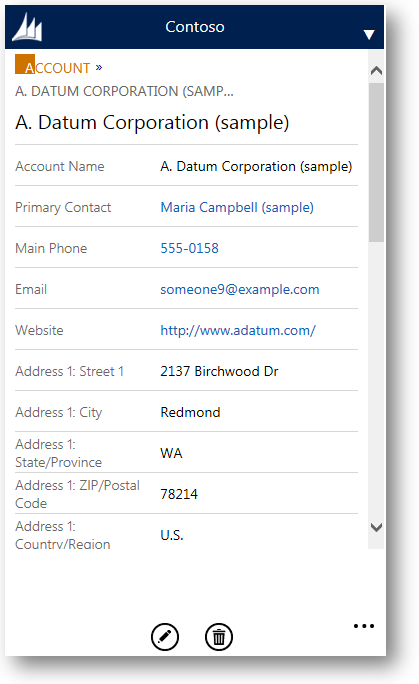 Contoso
ACCOUNT »
A. DATUM CORPORATION (SAMP...
A. Datum Corporation (sample)
Account Name A. Datum Corporation (sample)
Primary Contact Maria Campbell (sample)
Main Phone 555-0158
Email someone9@example.com
Website http://www.adatum.com/
Address 1: Street 1 2137 Birchwood Dr
Address 1: City Redmond
Address 1:
State/Province WA
Address 1: ZIP/Postal
Code 78214
Address 1:
Country/Region U.S.